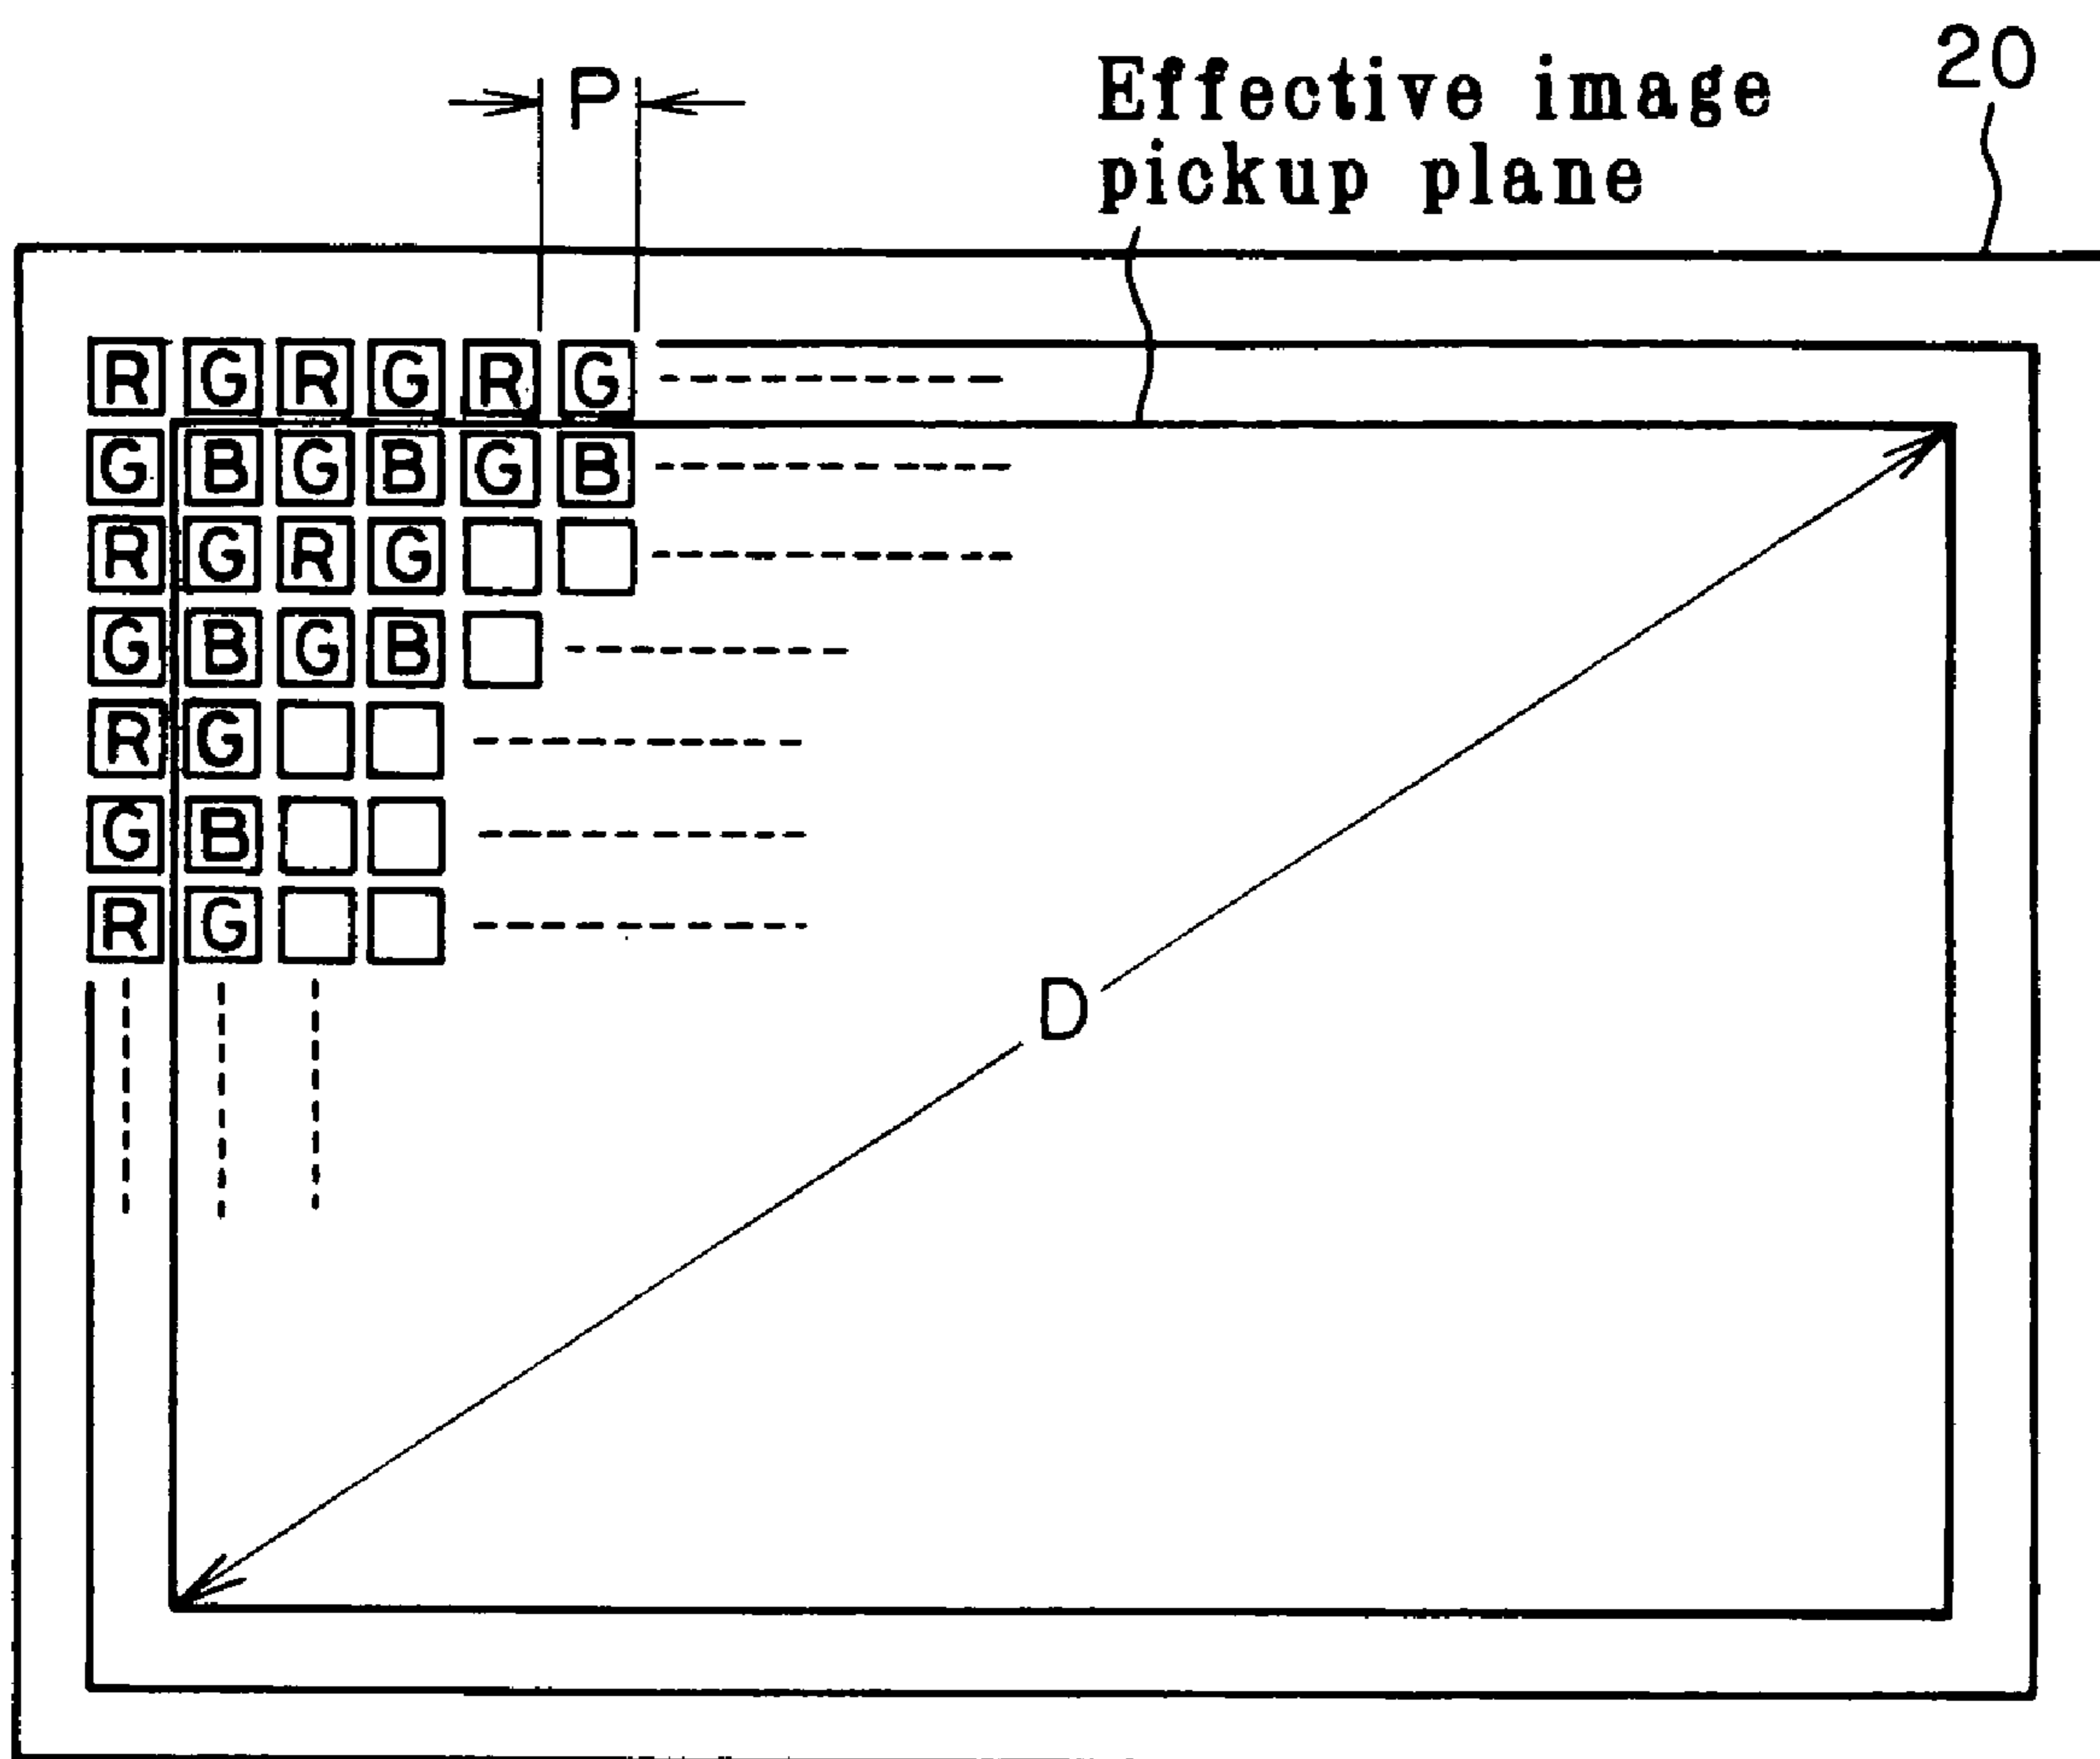 20
P
Effective image
pickup plane
R G R G R G
G B G B G B
R G R G
G B G B
R G
G B
R G
D